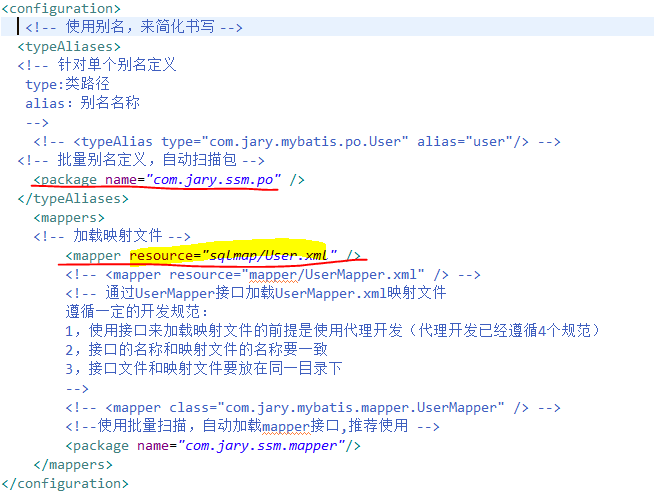 <configuration>
<!-- 使用别名，来简化书写 -->
<typeAliases>
<!-- 针对单个别名定义
type:类路径
alias：别名名称
-->
<!-- <typeAlias type="com.jary.mybatis.po.User" alias="user"/> -->
<!-- 批量别名定义，自动扫描包 -->
<package name="com.jary.ssm.po" />
</typeAliases>
<mappers>
<!-- 加载映射文件 -->
<mapper resource="sqlmap/User.xml" />
<!-- <mapper resource="mapper/UserMapper.xml" /> -->
<!-- 通过UserMapper接口加载UserMapper.xml映射文件
遵循一定的开发规范：
1，使用接口来加载映射文件的前提是使用代理开发（代理开发已经遵循4个规范）
2，接口的名称和映射文件的名称要一致
3，接口文件和映射文件要放在同一目录下
-->
<!-- <mapper class="com.jary.mybatis.mapper.UserMapper" /> -->
<!--使用批量扫描，自动加载mapper接口,推荐使用 -->
<package name="com.jary.ssm.mapper"/>
</mappers>
</configuration>